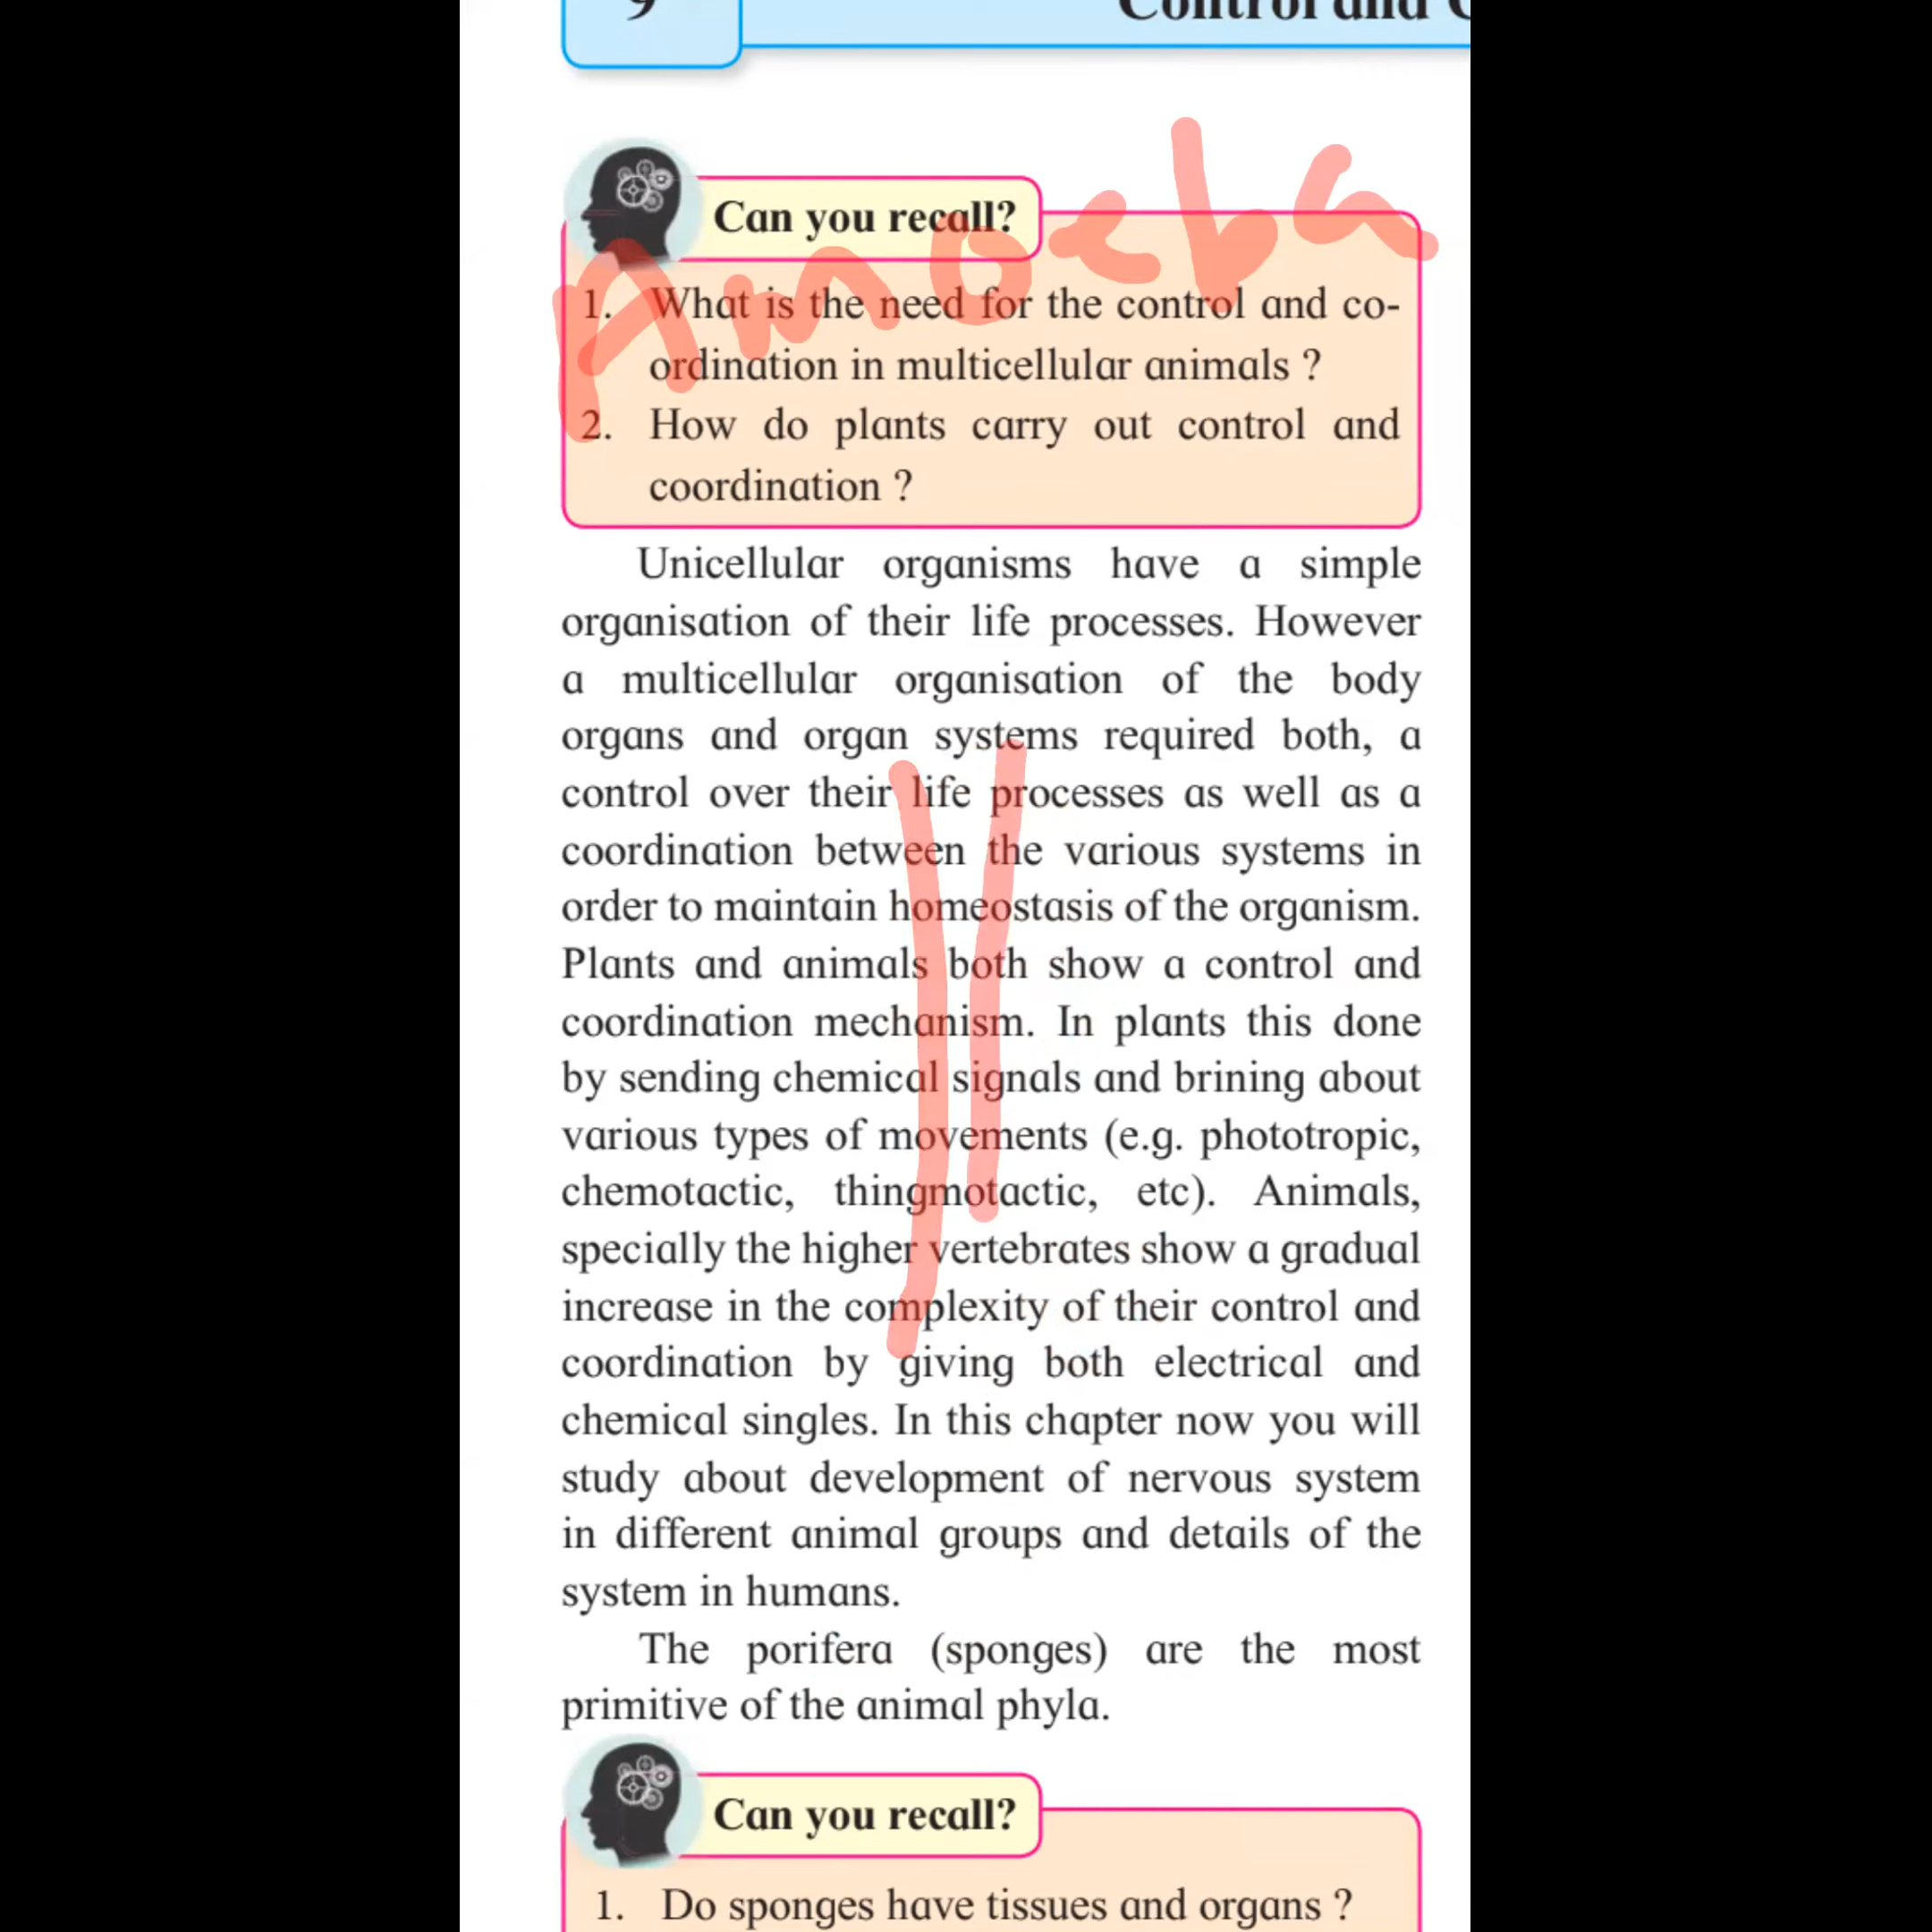 9
Control and C
Can you recall?
Amoeba
1. What is the need for the control and co-
ordination in multicellular animals ?
2. How do plants carry out control and
coordination ?
Unicellular organisms have a simple
organisation of their life processes. However
a multicellular organisation of the body
organs and organ systems required both, a
control over their life processes as well as a
coordination between the various systems in
order to maintain homeostasis of the organism.
Plants and animals both show a control and
coordination mechanism. In plants this done
by sending chemical signals and brining about
various types of movements (e.g. phototropic,
chemotactic, thingmotactic, etc). Animals,
specially the higher vertebrates show a gradual
increase in the complexity of their control and
coordination by giving both electrical and
chemical singles. In this chapter now you will
study about development of nervous system
in different animal groups and details of the
system in humans.
The porifera (sponges) are the most
primitive of the animal phyla.
Can you recall?
1. Do sponges have tissues and organs ?